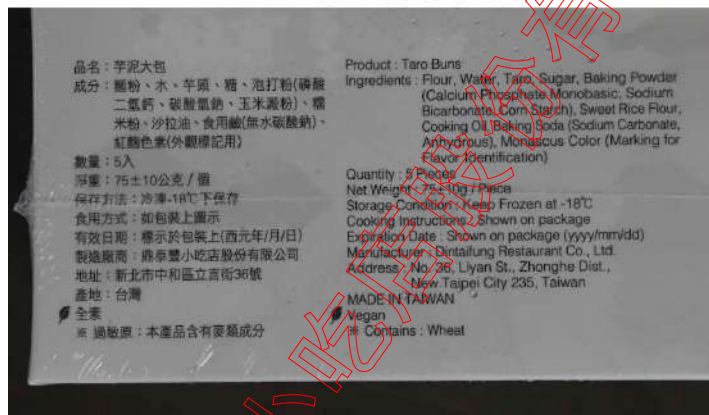 品名：芋泥大包
成分：麵粉、水、芋頭、糖、泡打粉(磷酸
二氫鈣、碳酸氫鈉、玉米澱粉)、糯
米粉、沙拉油、食用鹼(無水碳酸鈉)、
紅麴色素(外觀標記用)
數量：5入
淨重：75±10公克 / 個
保存方法：冷凍-18℃下保存
食用方式：如包裝上圖示
有效日期：標示於包裝上(西元年/月/日)
製造廠商：鼎泰豐小吃店股份有限公司
地址：新北市中和區立言街36號
產地：台灣
全素
※ 過敏原：本產品含有麥類成分
Product : Taro Buns
Ingredients : Flour, Water, Taro, Sugar, Baking Powder
(Calcium Phosphate Monobasic, Sodium
Bicarbonate, Corn Starch), Sweet Rice Flour,
Cooking Oil, Baking Soda (Sodium Carbonate,
Anhydrous), Monascus Color (Marking for
Flavor Identification)
Quantity : 5 Pieces
Net Weight : 75±10g / Piece
Storage Condition : Keep Frozen at -18℃
Cooking Instructions : Shown on package
Expiration Date : Shown on package (yyyy/mm/dd)
Manufacturer : Dintaifung Restaurant Co., Ltd.
Address : No. 36, Liyan St., Zhonghe Dist.,
New Taipei City 235, Taiwan
MADE IN TAIWAN
Vegan
※ Contains : Wheat
小吃店股份有